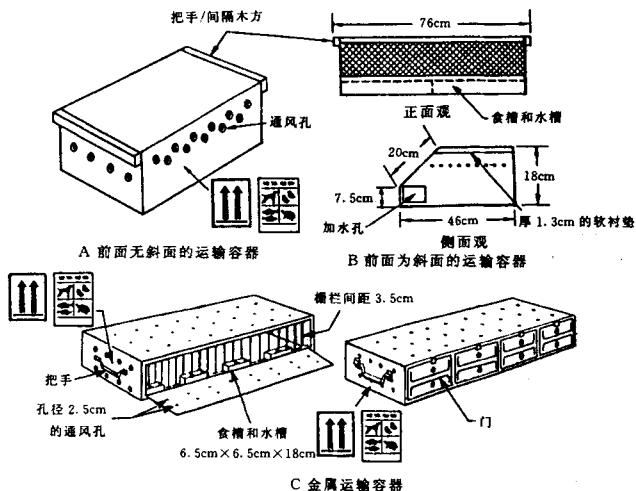 把手/间隔木方
76cm
通风孔
食槽和水槽
正面观
20cm
7.5cm
18cm
加水孔
46cm
厚1.3cm的软衬垫
侧面观
A 前面无斜面的运输容器
B 前面为斜面的运输容器
栅栏间距3.5cm
把手
孔径2.5cm
的通风孔
食槽和水槽
6.5cm×6.5cm×18cm
门
C 金属运输容器